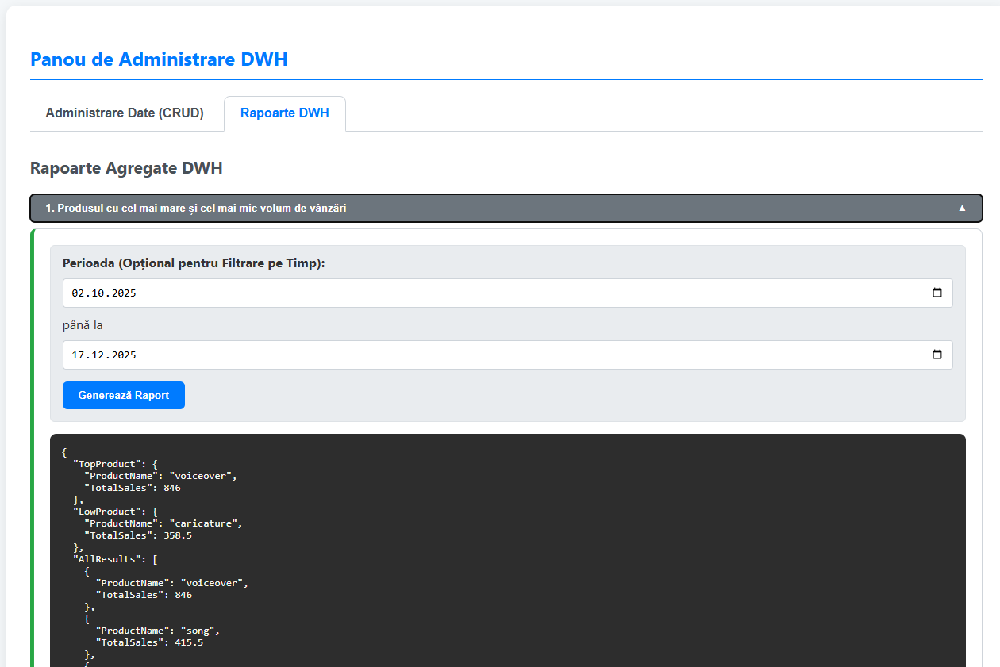 Panou de Administrare DWH
Administrare Date (CRUD)
Rapoarte DWH
Rapoarte Agregate DWH
1. Produsul cu cel mai mare și cel mai mic volum de vânzări ▲
Perioada (Opțional pentru Filtrare pe Timp):
02.10.2025
până la
17.12.2025
Generează Raport
{
"TopProduct": {
"ProductName": "voiceover",
"TotalSales": 846
},
"LowProduct": {
"ProductName": "caricature",
"TotalSales": 358.5
},
"AllResults": [
{
"ProductName": "voiceover",
"TotalSales": 846
},
{
"ProductName": "song",
"TotalSales": 415.5
},
{